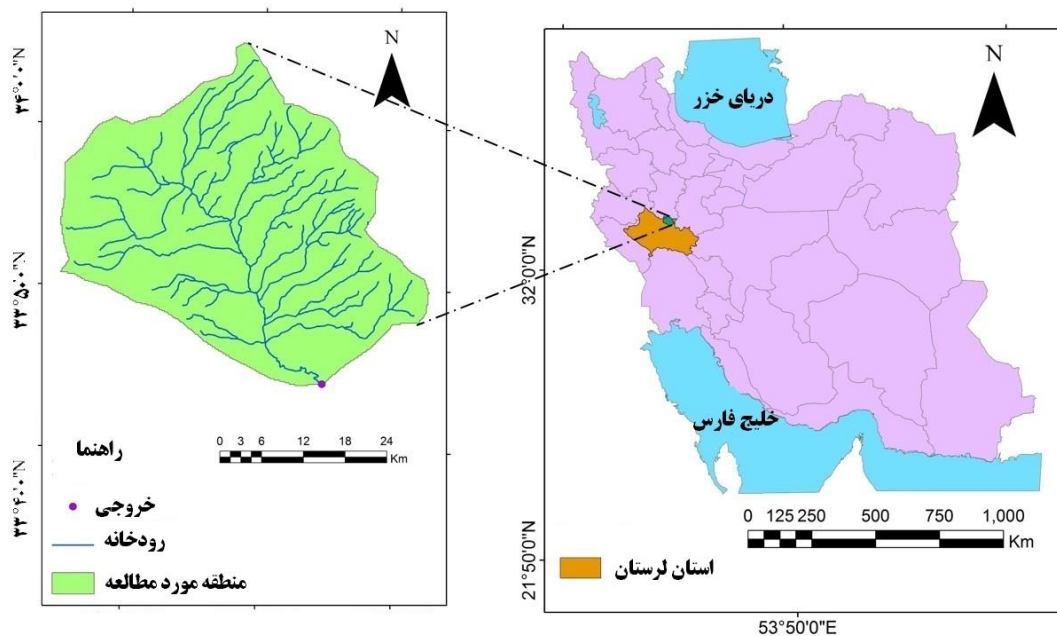 N
۳۴°۰'۰"N
۳۳°۵۰'۰"N
۳۳°۴۰'۰"N
0 3 6 12 18 24
Km
راهنما
خروجی
رودخانه
منطقه مورد مطالعه
N
دریای خزر
خلیج فارس
32°0'0"N
21°50'0"N
0 125 250 500 750 1,000
Km
استان لرستان
53°50'0"E